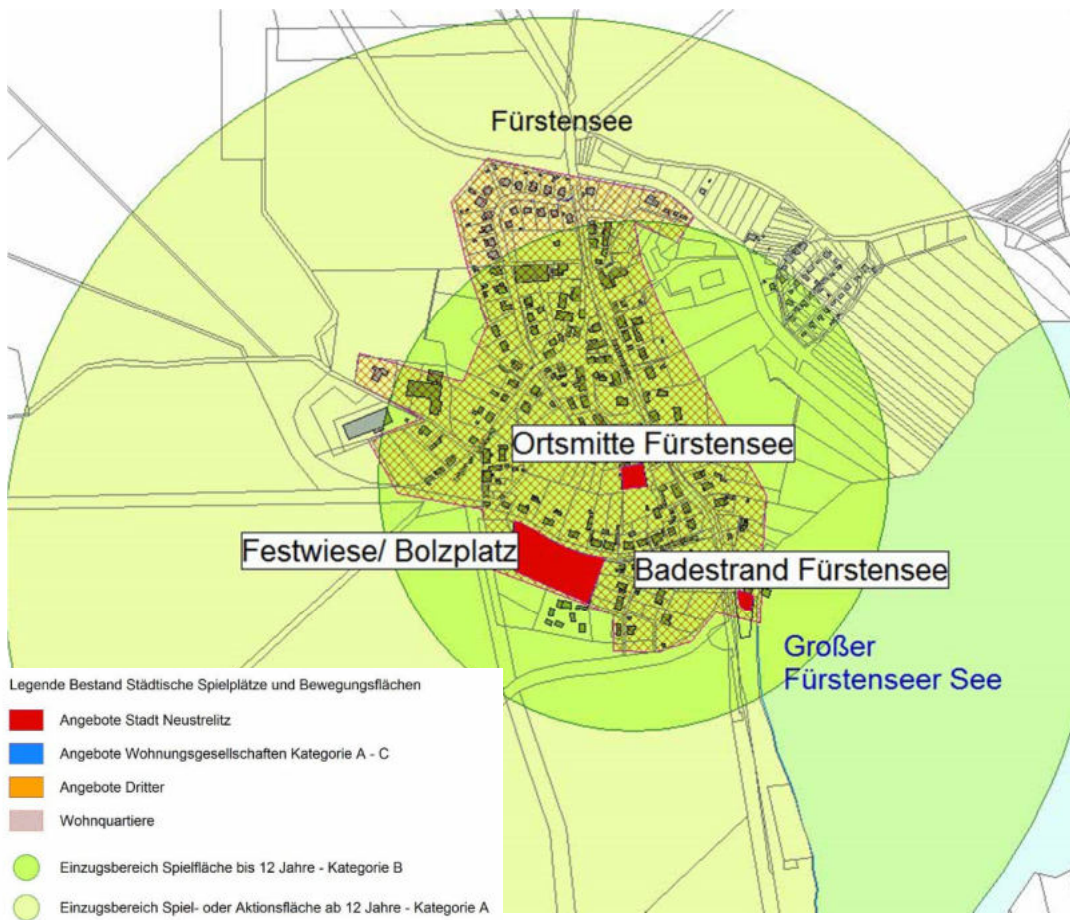 Fürstensee
Ortsmitte Fürstensee
Festwiese/ Bolzplatz
Badestrand Fürstensee
Großer
Fürstenseer See
Legende Bestand Städtische Spielplätze und Bewegungsflächen
Angebote Stadt Neustrelitz
Angebote Wohnungsgesellschaften Kategorie A - C
Angebote Dritter
Wohnquartiere
Einzugsbereich Spielfläche bis 12 Jahre - Kategorie B
Einzugsbereich Spiel- oder Aktionsfläche ab 12 Jahre - Kategorie A